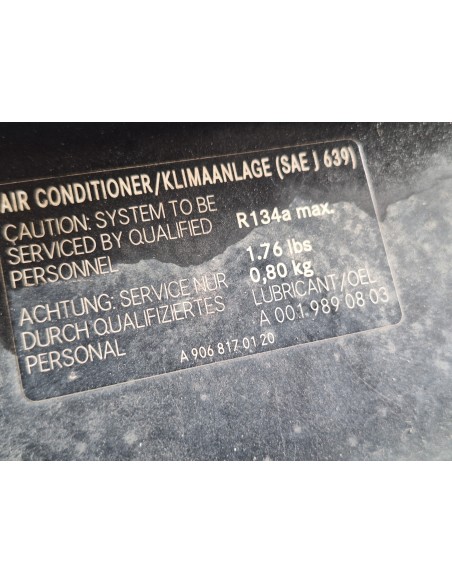 AIR CONDITIONER/KLIMAANLAGE (SAE J 639)
CAUTION: SYSTEM TO BE
SERVICED BY QUALIFIED
PERSONNEL
R134a max.
1.76 lbs
0,80 kg
ACHTUNG: SERVICE NUR
DURCH QUALIFIZIERTES
PERSONAL
LUBRICANT/OEL
A 001 989 08 03
A 906 817 01 20